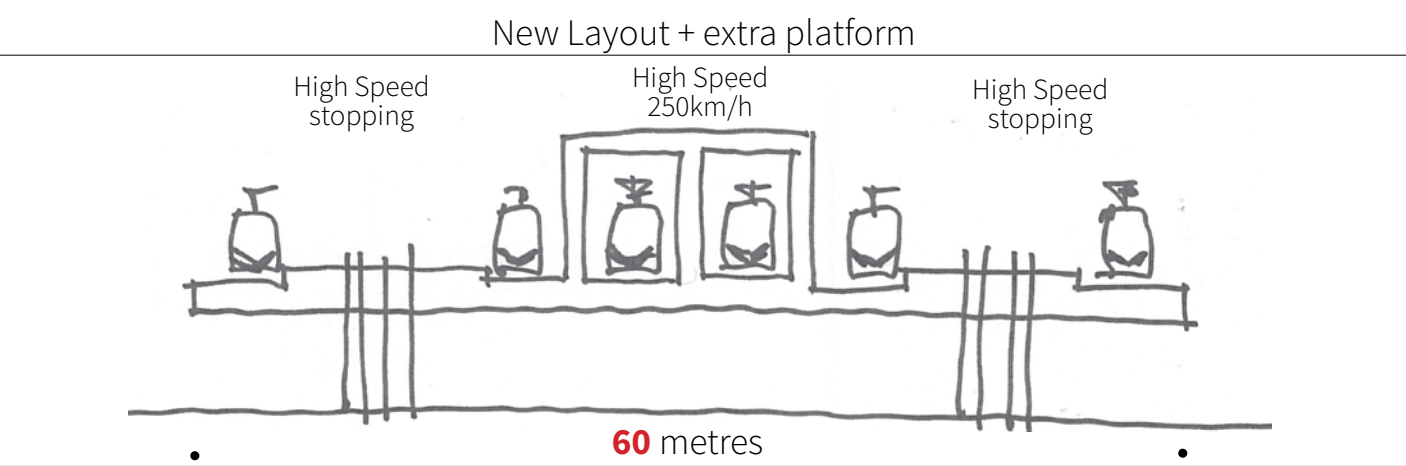 New Layout + extra platform
High Speed
stopping
High Speed
250km/h
High Speed
stopping
60 metres